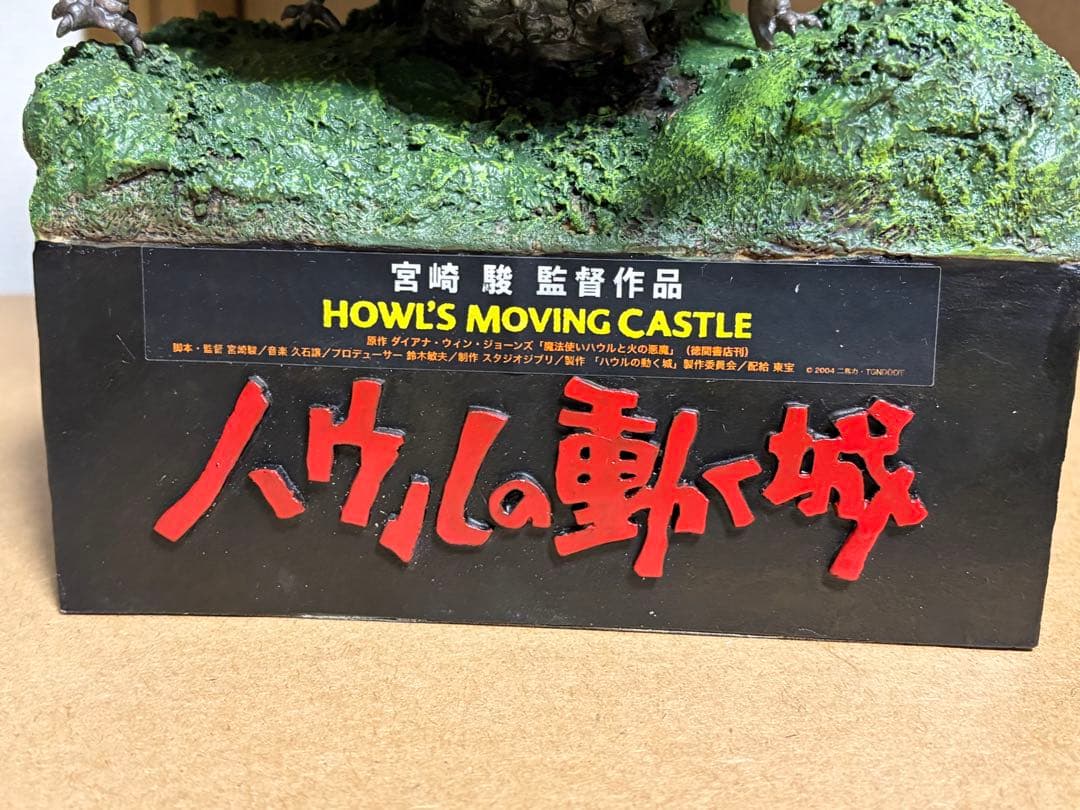 宮崎 駿 監督作品
HOWL'S MOVING CASTLE
原作 ダイアナ・ウィン・ジョーンズ「魔法使いハウルと火の悪魔」（徳間書店刊）
脚本・監督 宮崎駿／音楽 久石譲／プロデューサー 鈴木敏夫／制作 スタジオジブリ／製作 「ハウルの動く城」製作委員会／配給 東宝 © 2004 二馬力・TGNDDDT
ハウルの動く城